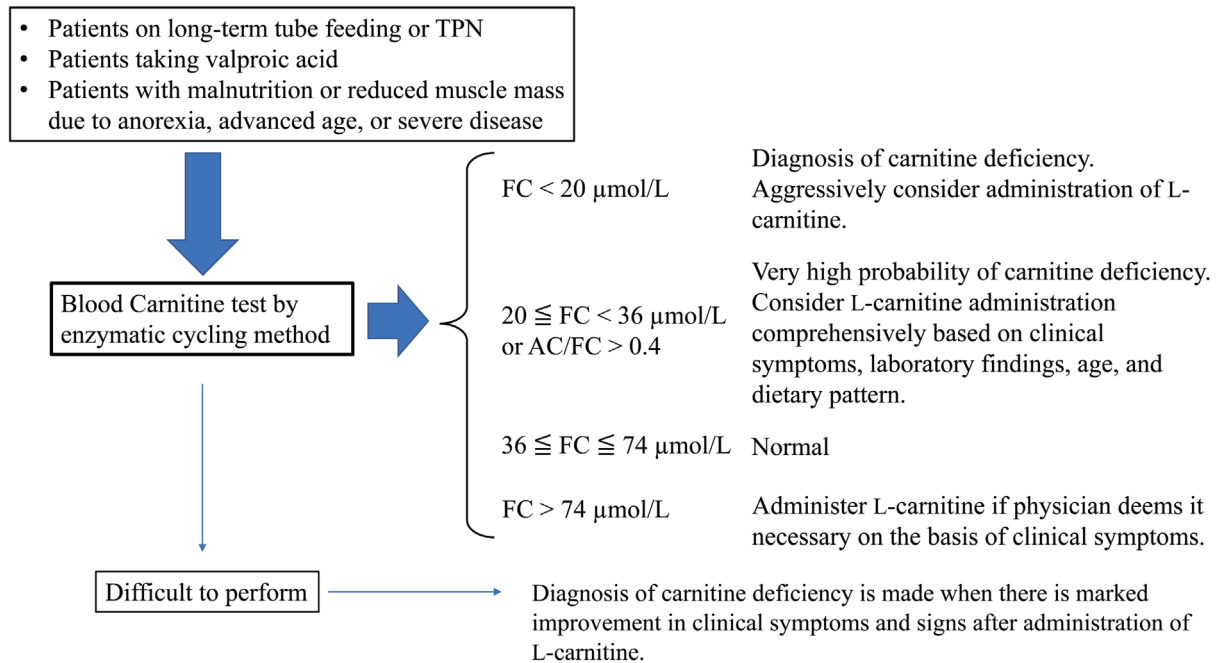 • Patients on long-term tube feeding or TPN
• Patients taking valproic acid
• Patients with malnutrition or reduced muscle mass
due to anorexia, advanced age, or severe disease
Blood Carnitine test by
enzymatic cycling method
FC < 20 µmol/L
Diagnosis of carnitine deficiency.
Aggressively consider administration of L-
carnitine.
20 ≦ FC < 36 µmol/L
or AC/FC > 0.4
Very high probability of carnitine deficiency.
Consider L-carnitine administration
comprehensively based on clinical
symptoms, laboratory findings, age, and
dietary pattern.
36 ≦ FC ≦ 74 µmol/L
Normal
FC > 74 µmol/L
Administer L-carnitine if physician deems it
necessary on the basis of clinical symptoms.
Difficult to perform
Diagnosis of carnitine deficiency is made when there is marked
improvement in clinical symptoms and signs after administration of
L-carnitine.